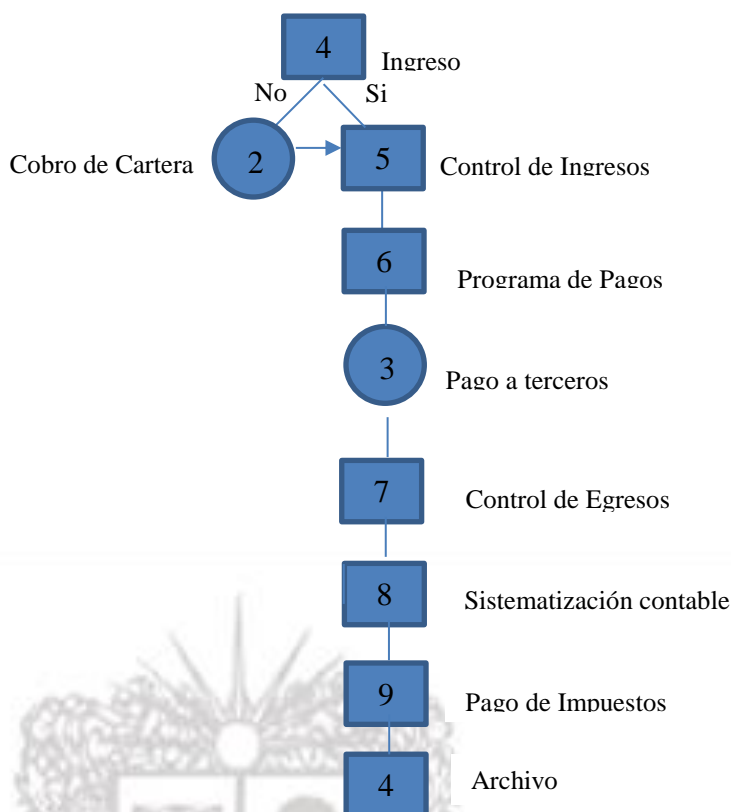 4
Ingreso
No
Si
Cobro de Cartera
2
5
Control de Ingresos
6
Programa de Pagos
3
Pago a terceros
7
Control de Egresos
8
Sistematización contable
9
Pago de Impuestos
4
Archivo